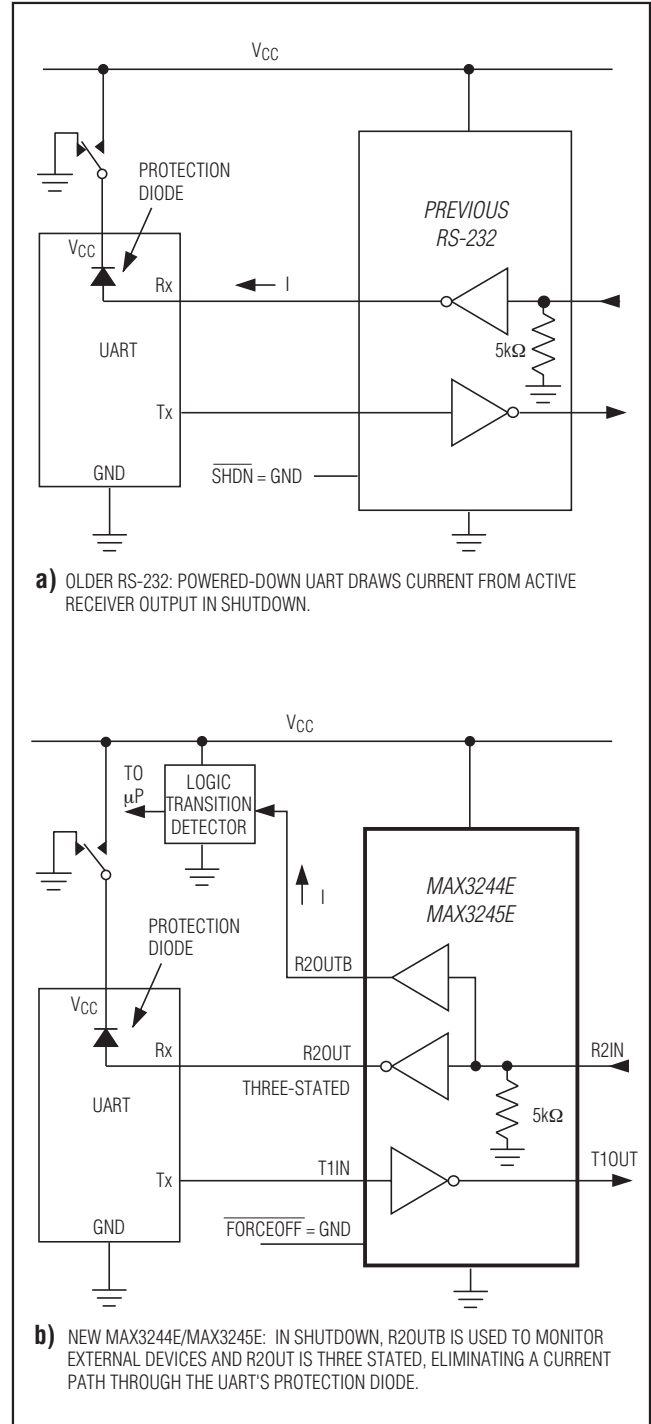 VCC
PROTECTION
DIODE
PREVIOUS
RS-232
VCC
Rx
I
5kΩ
UART
Tx
GND
SHDN = GND
a) OLDER RS-232: POWERED-DOWN UART DRAWS CURRENT FROM ACTIVE
RECEIVER OUTPUT IN SHUTDOWN.
VCC
TO
μP
LOGIC
TRANSITION
DETECTOR
MAX3244E
MAX3245E
I
PROTECTION
DIODE
R2OUTB
VCC
Rx
R2OUT
R2IN
THREE-STATED
UART
5kΩ
Tx
T1IN
T1OUT
GND
FORCEOFF = GND
b) NEW MAX3244E/MAX3245E: IN SHUTDOWN, R2OUTB IS USED TO MONITOR
EXTERNAL DEVICES AND R2OUT IS THREE STATED, ELIMINATING A CURRENT
PATH THROUGH THE UART'S PROTECTION DIODE.